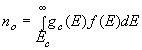 n_o = ∫_{E_c}^{∞} g_c(E) f(E) dE